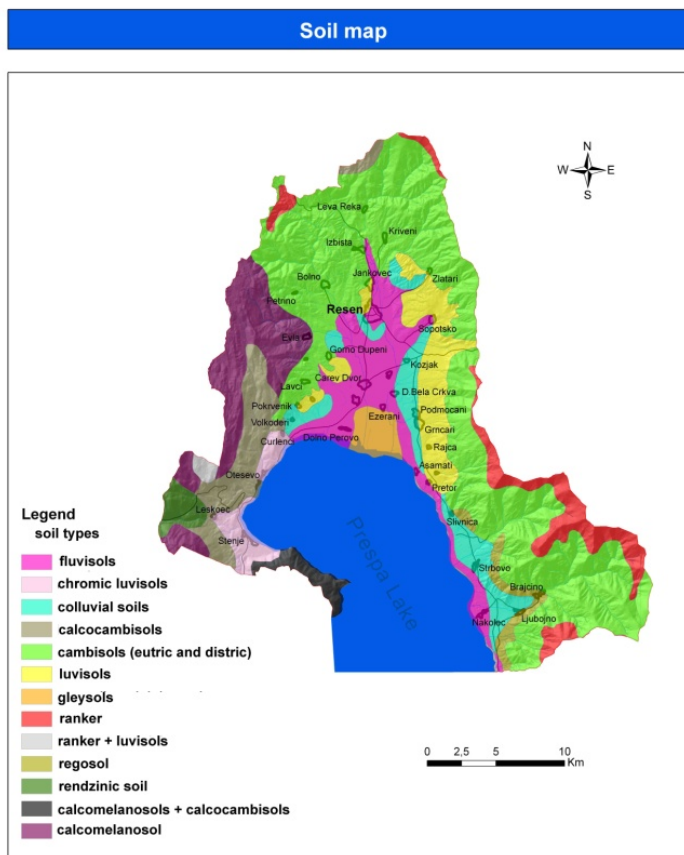 Soil map
N
W E
S
Leva Reka
Kriveni
Izbista
Bolno
Jankovec
Zlatari
Petrino
Resen
Sopotsko
Evla
Gorno Dupeni
Kozjak
Lavci
Carev Dvor
D.Bela Crkva
Pokrvenik
Podmocani
Ezerani
Volkoderi
Grncari
Curlenci
Dolno Perovo
Rajca
Asamati
Otesevo
Pretor
Leskoec
Slivnica
Stenje
Prespa Lake
Strbovo
Brajcino
Nakolec
Ljubojno
Legend
soil types
fluvisols
chromic luvisols
colluvial soils
calcocambisols
cambisols (eutric and distric)
luvisols
gleysols
ranker
ranker + luvisols
regosol
rendzinic soil
calcomelanosols + calcocambisols
calcomelanosol
0 2,5 5 10
Km